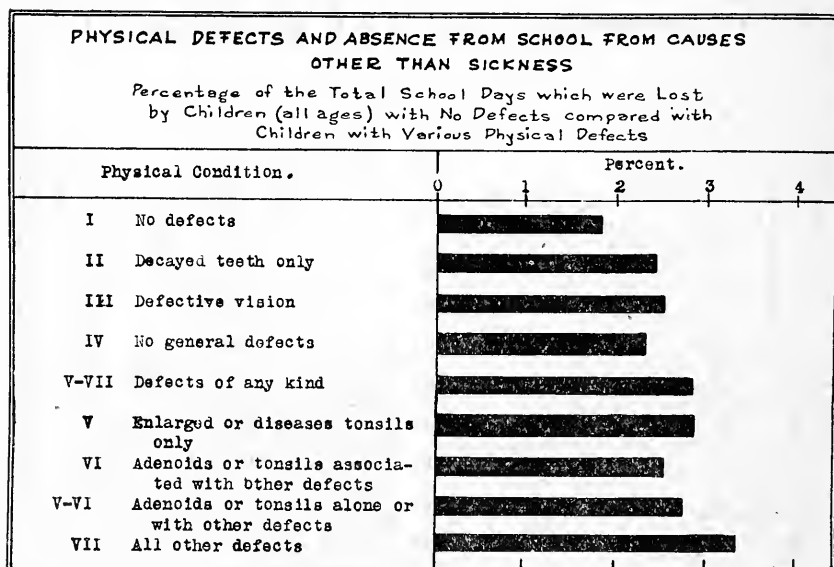 PHYSICAL DEFECTS AND ABSENCE FROM SCHOOL FROM CAUSES
OTHER THAN SICKNESS
Percentage of the Total School Days which were Lost
by Children (all ages) with No Defects compared with
Children with Various Physical Defects
Physical Condition.
Percent.
0 1 2 3 4
I No defects
II Decayed teeth only
III Defective vision
IV No general defects
V-VII Defects of any kind
V Enlarged or diseases tonsils
only
VI Adenoids or tonsils associa-
ted with other defects
V-VI Adenoids or tonsils alone or
with other defects
VII All other defects